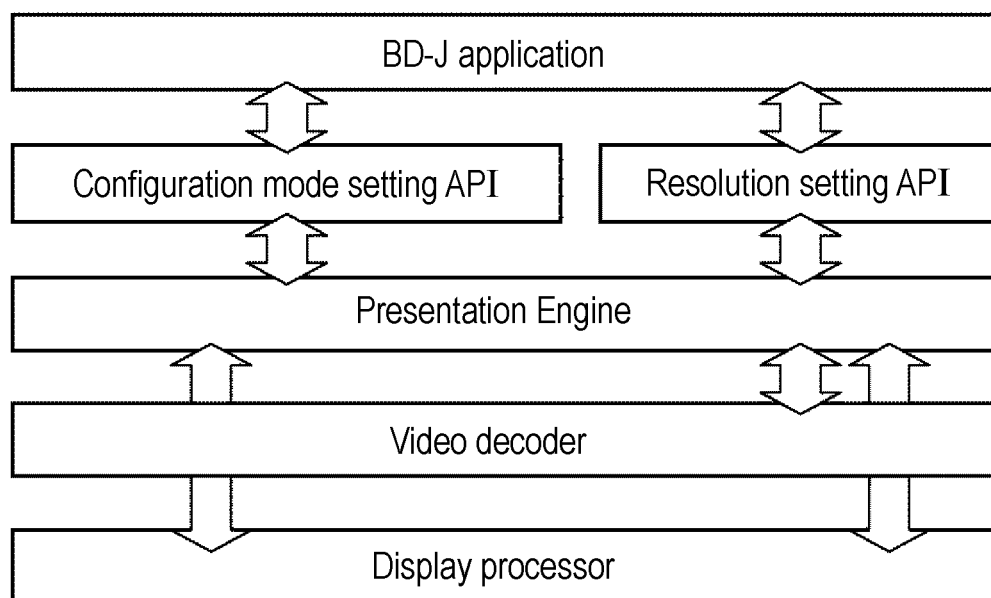 BD-J application
Configuration mode setting API
Resolution setting API
Presentation Engine
Video decoder
Display processor